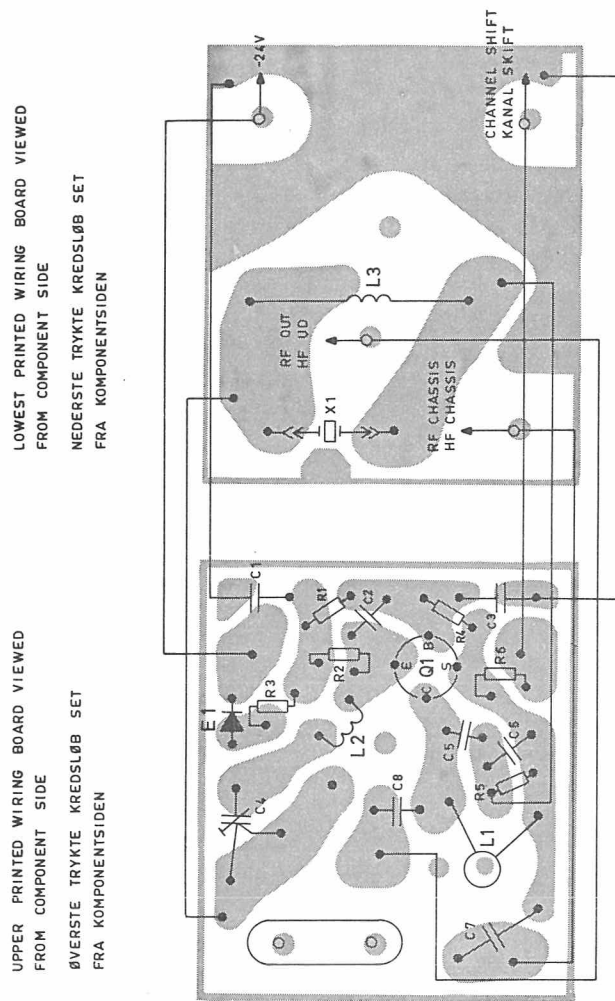 UPPER PRINTED WIRING BOARD VIEWED
FROM COMPONENT SIDE
ØVERSTE TRYKTE KREDSLØB SET
FRA KOMPONENTSIDEN
LOWEST PRINTED WIRING BOARD VIEWED
FROM COMPONENT SIDE
NEDERSTE TRYKTE KREDSLØB SET
FRA KOMPONENTSIDEN
E1
C4
R3
C1
R1
C2
R2
L2
C8
E
C
B
S
Q1
R4
C3
R6
C5
C6
R5
L1
C7
-24V
L3
RF OUT
HF UD
X1
RF CHASSIS
HF CHASSIS
CHANNEL SHIFT
KANAL SKIFT